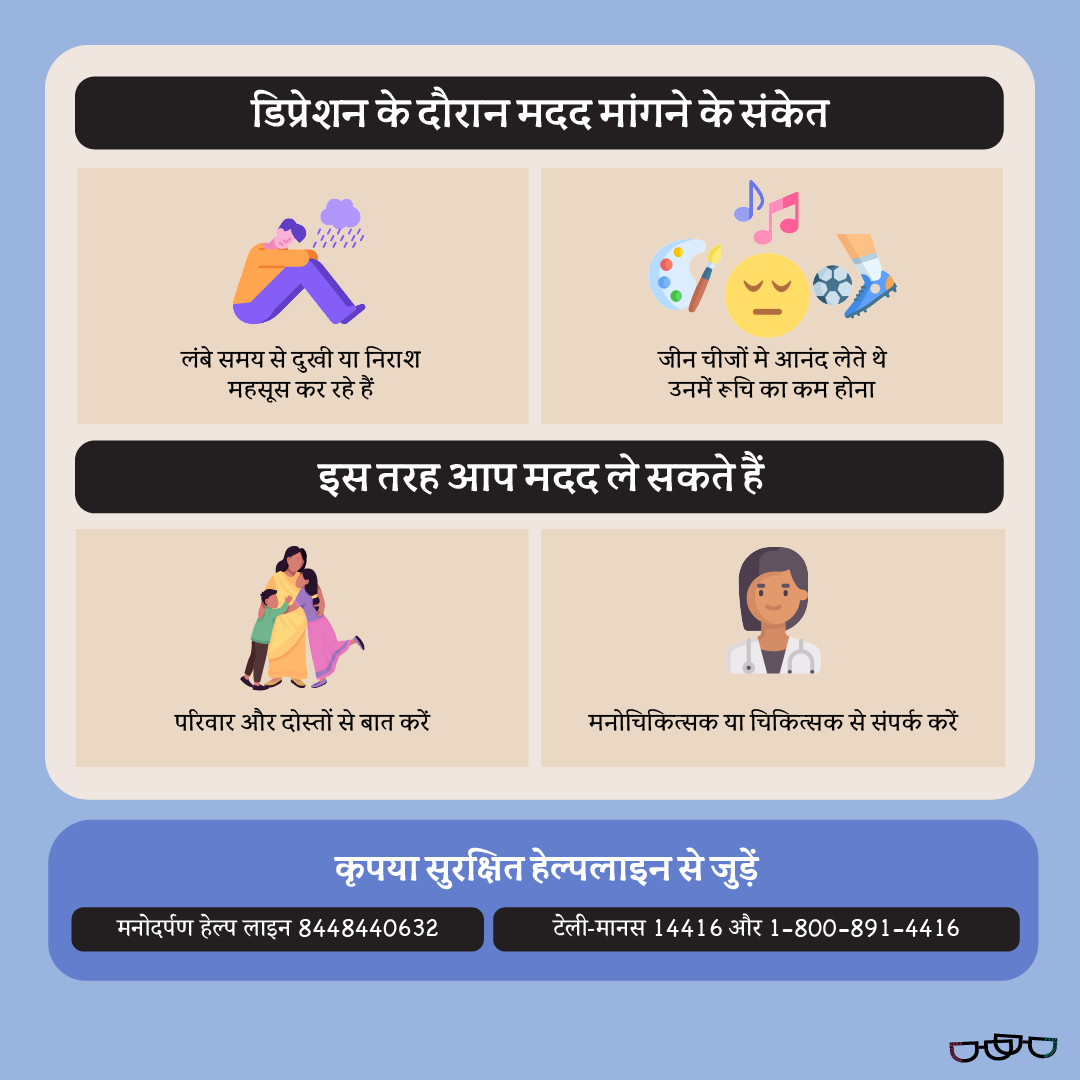 डिप्रेशन के दौरान मदद मांगने के संकेत
लंबे समय से दुखी या निराश
महसूस कर रहे हैं
जीन चीजों मे आनंद लेते थे
उनमें रूचि का कम होना
इस तरह आप मदद ले सकते हैं
परिवार और दोस्तों से बात करें
मनोचिकित्सक या चिकित्सक से संपर्क करें
कृपया सुरक्षित हेल्पलाइन से जुड़ें
मनोदर्पण हेल्प लाइन 8448440632
टेली-मानस 14416 और 1-800-891-4416